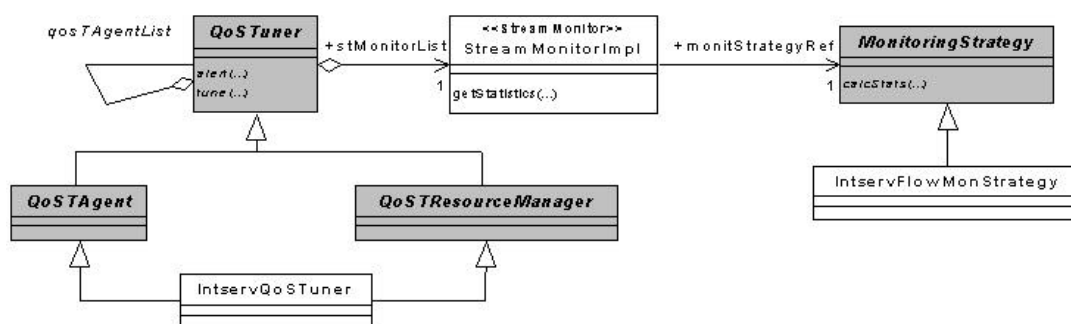 qosTAgentList
QoSTuner
alert(...)
tune(...)
+stMonitorList
1
<<Stream Monitor>>
StreamMonitorImpl
getStatistics(...)
+monitStrategyRef
1
MonitoringStrategy
calcStats(...)
IntservFlowMonStrategy
QoSTAgent
QoSTResourceManager
IntservQoSTuner